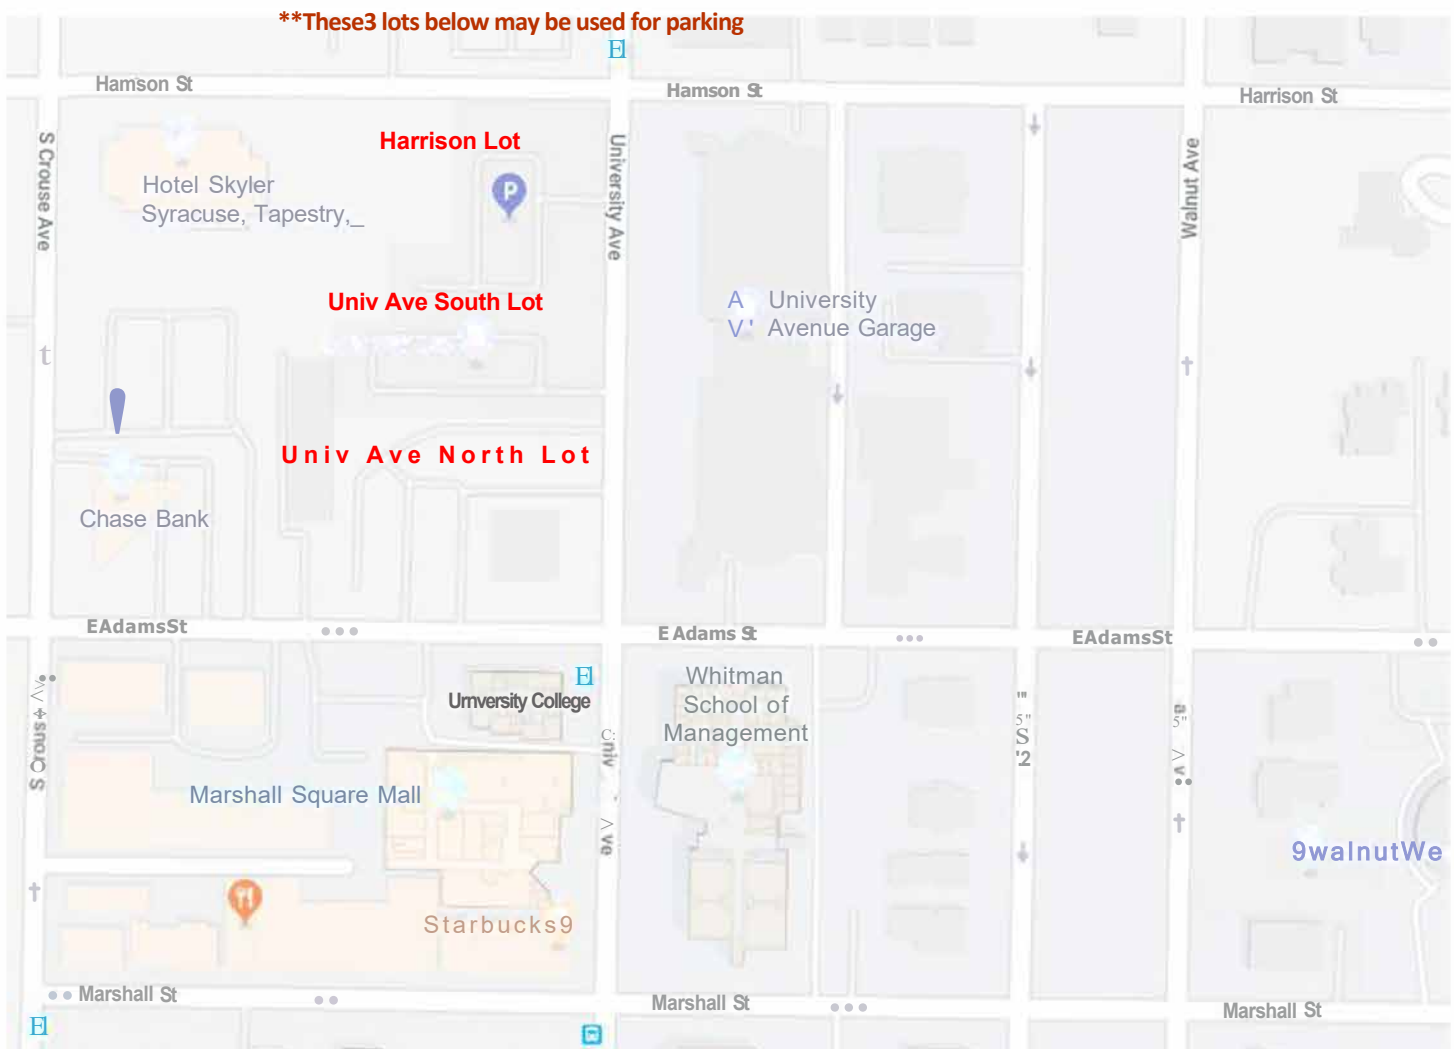 **These3 lots below may be used for parking
El
Hamson St
Hamson St
Harrison St
S Crouse Ave
Harrison Lot
University Ave
Walnut Ave
Hotel Skyler
Syracuse, Tapestry,_
P
Univ Ave South Lot
A University
V' Avenue Garage
t
Univ Ave North Lot
Chase Bank
EAdamsSt
E Adams St
EAdamsSt
El
Whitman
School of
Management
Urnversity College
Marshall Square Mall
9walnutWe
Starbucks9
Marshall St
Marshall St
Marshall St
El